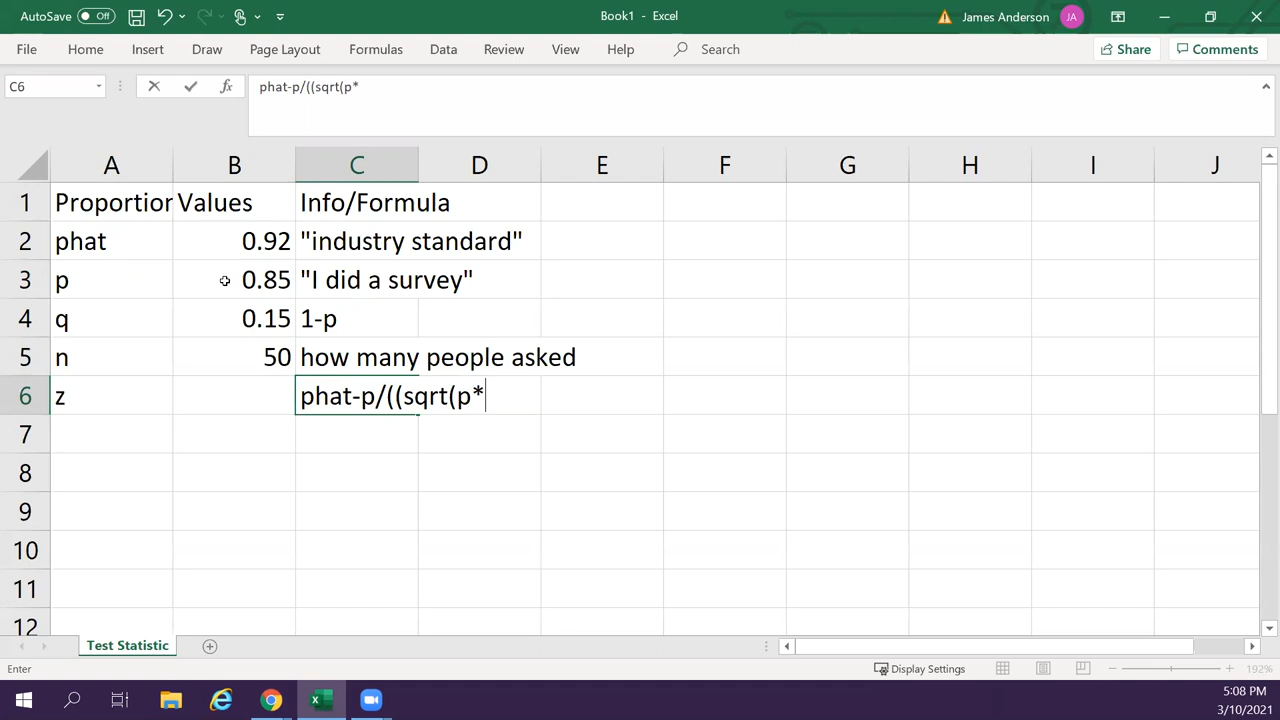 AutoSave Off Book1 - Excel James Anderson JA
File Home Insert Draw Page Layout Formulas Data Review View Help Search Share Comments
C6 fx phat-p/((sqrt(p*
A B C D E F G H I J
1 Proportion Values Info/Formula
2 phat 0.92 "industry standard"
3 p 0.85 "I did a survey"
4 q 0.15 1-p
5 n 50 how many people asked
6 z phat-p/((sqrt(p*
7
8
9
10
11
12
Test Statistic
Enter Display Settings 192%
5:08 PM
3/10/2021